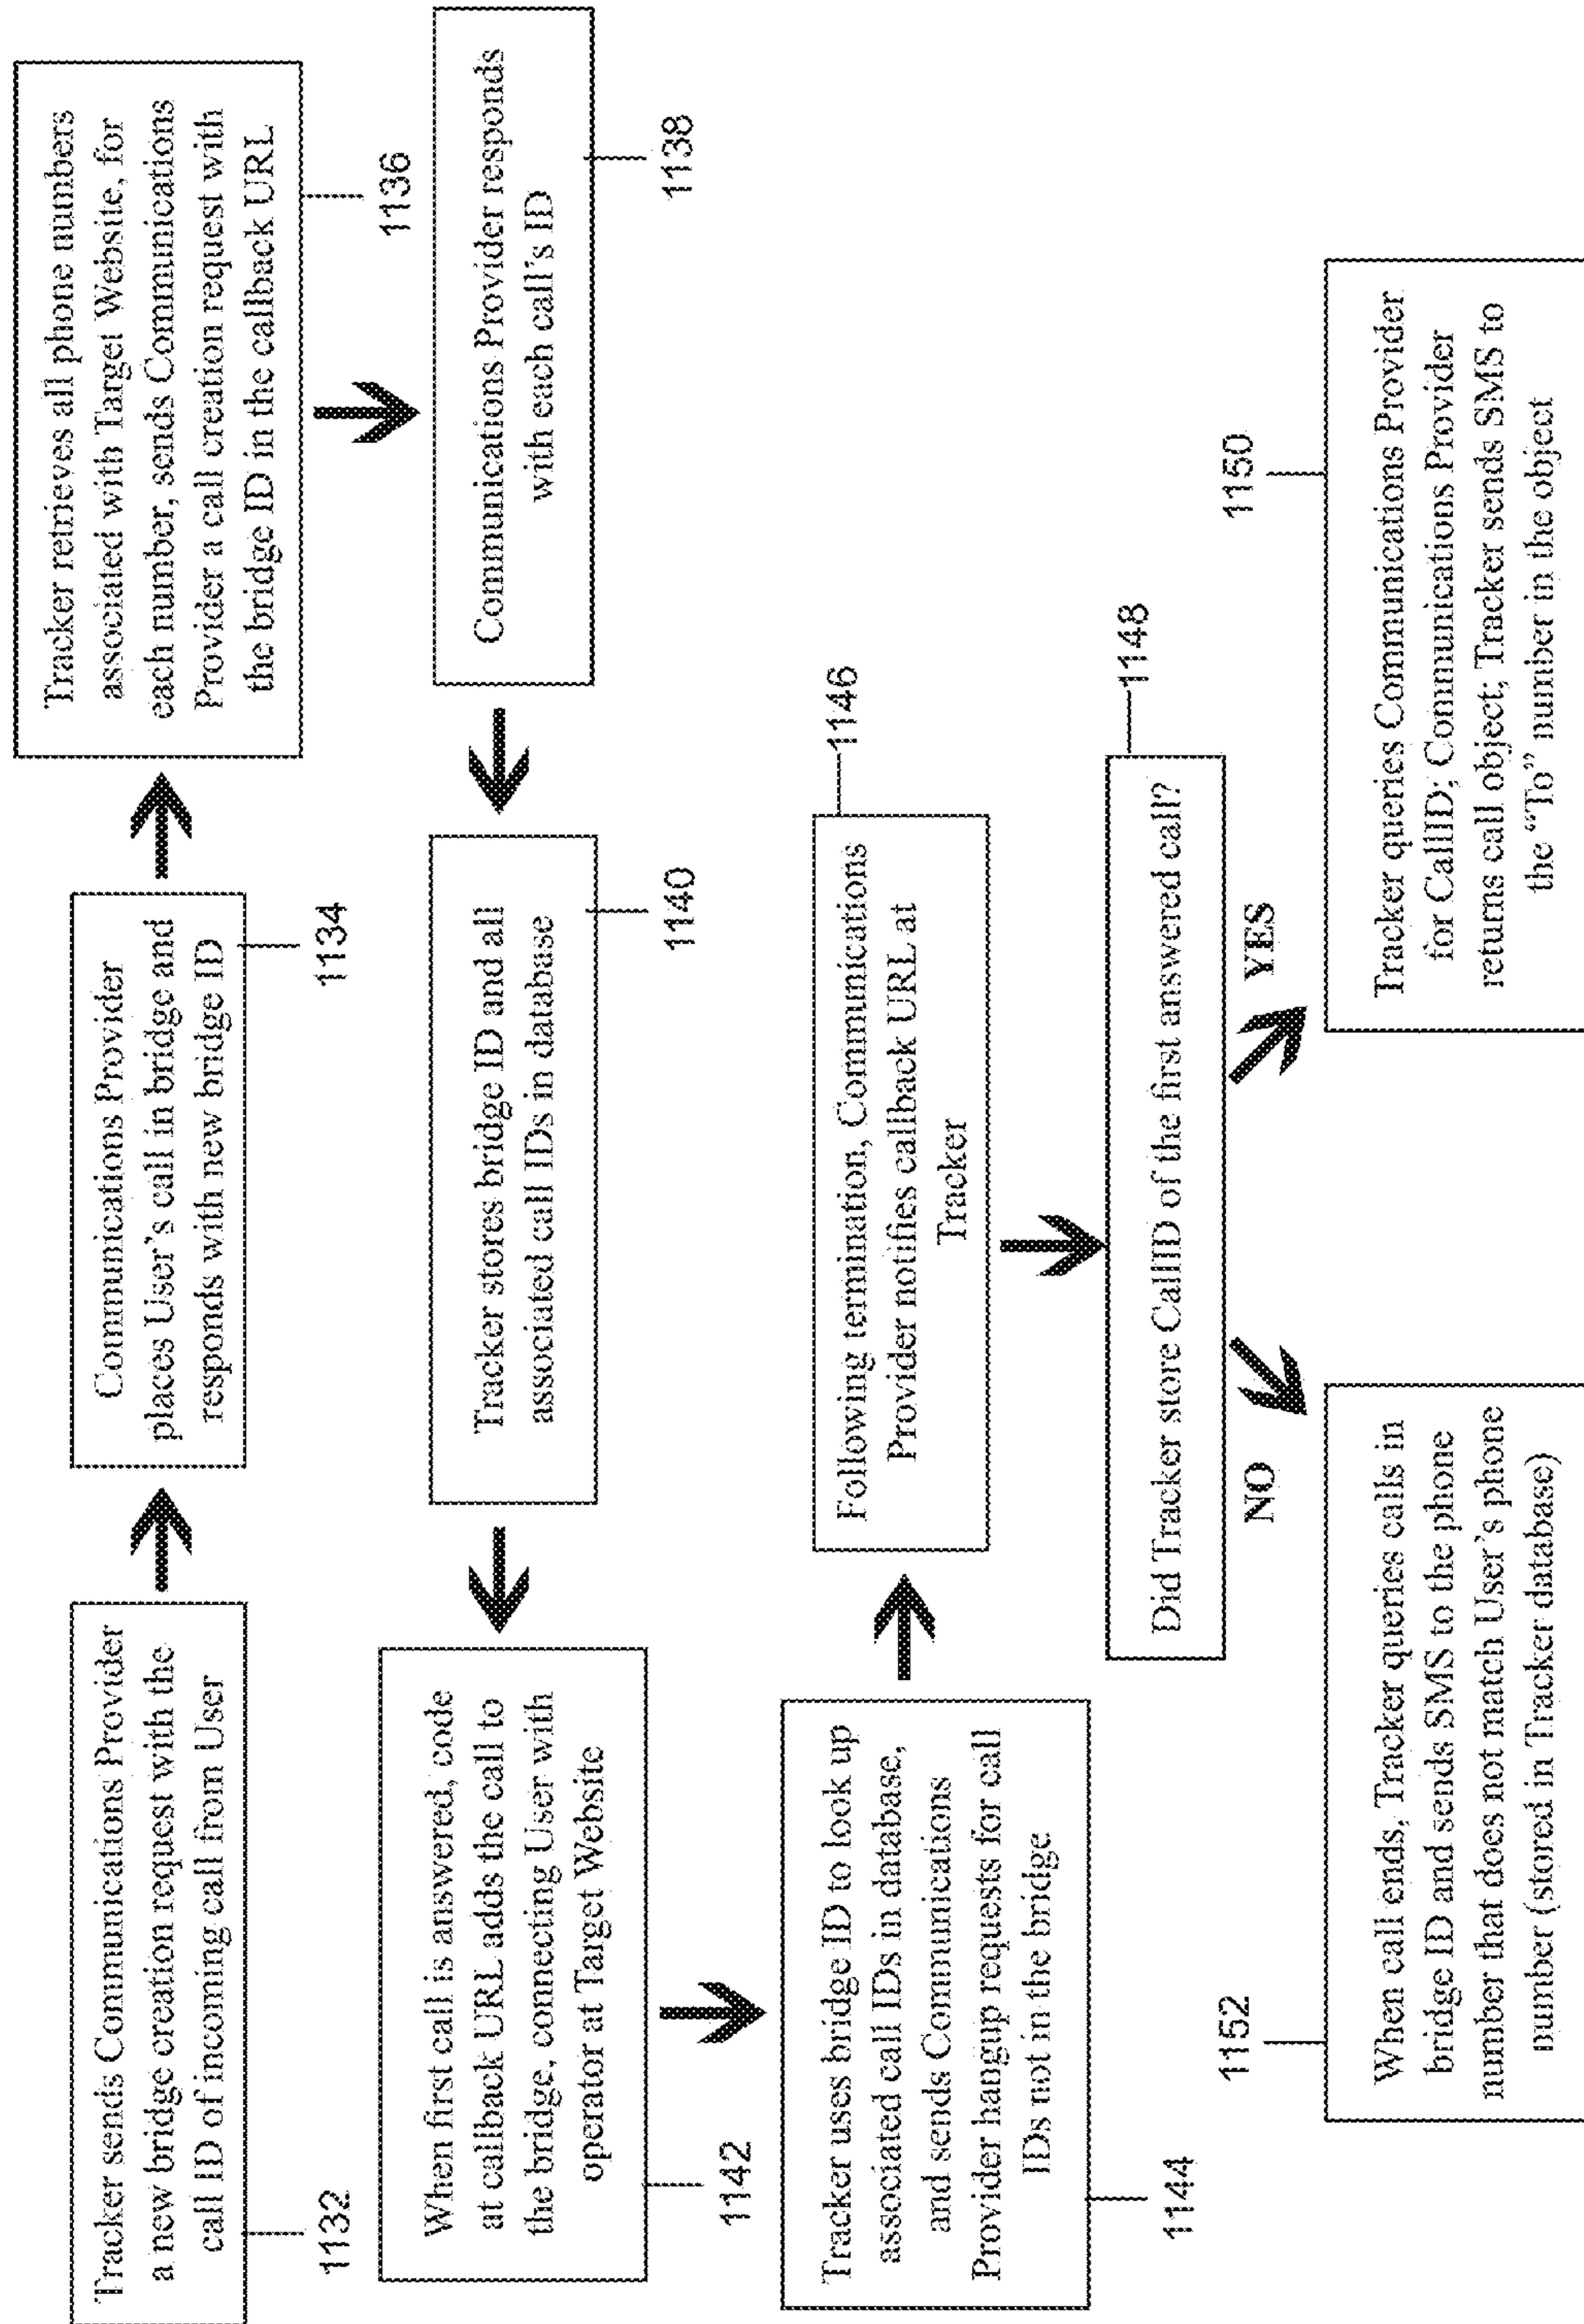 Tracker sends Communications Provider
a new bridge creation request with the
call ID of incoming call from User
1132
Communications Provider
places User's call in bridge and
responds with new bridge ID
1134
Tracker retrieves all phone numbers
associated with Target Website, for
each number, sends Communications
Provider a call creation request with
the bridge ID in the callback URL
1136
Communications Provider responds
with each call's ID
1138
Tracker stores bridge ID and all
associated call IDs in database
1140
When first call is answered, code
at callback URL adds the call to
the bridge, connecting User with
operator at Target Website
1142
Tracker uses bridge ID to look up
associated call IDs in database,
and sends Communications
Provider hangup requests for call
IDs not in the bridge
1144
Following termination, Communications
Provider notifies callback URL at
Tracker
1146
Did Tracker store CallID of the first answered call?
1148
NO
YES
1152
When call ends, Tracker queries calls in
bridge ID and sends SMS to the phone
number that does not match User's phone
number (stored in Tracker database)
1150
Tracker queries Communications Provider
for CallID; Communications Provider
returns call object; Tracker sends SMS to
the “To” number in the object